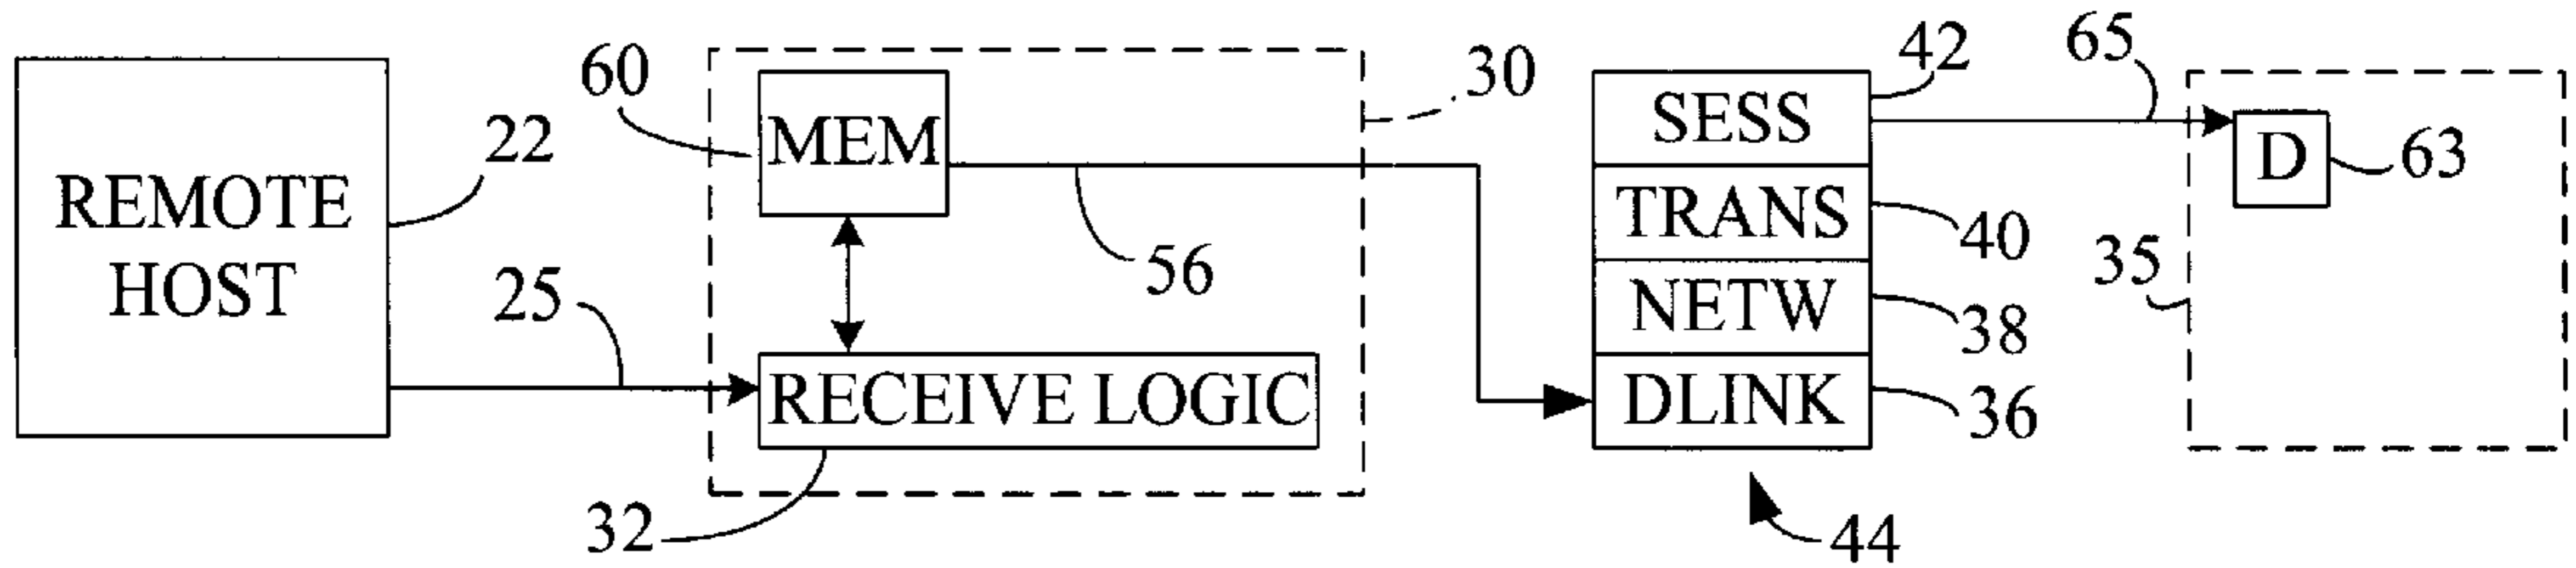 REMOTE
HOST
22
25
60
MEM
30
56
RECEIVE LOGIC
32
SESS
TRANS
NETW
DLINK
42
40
38
36
44
65
D
63
35